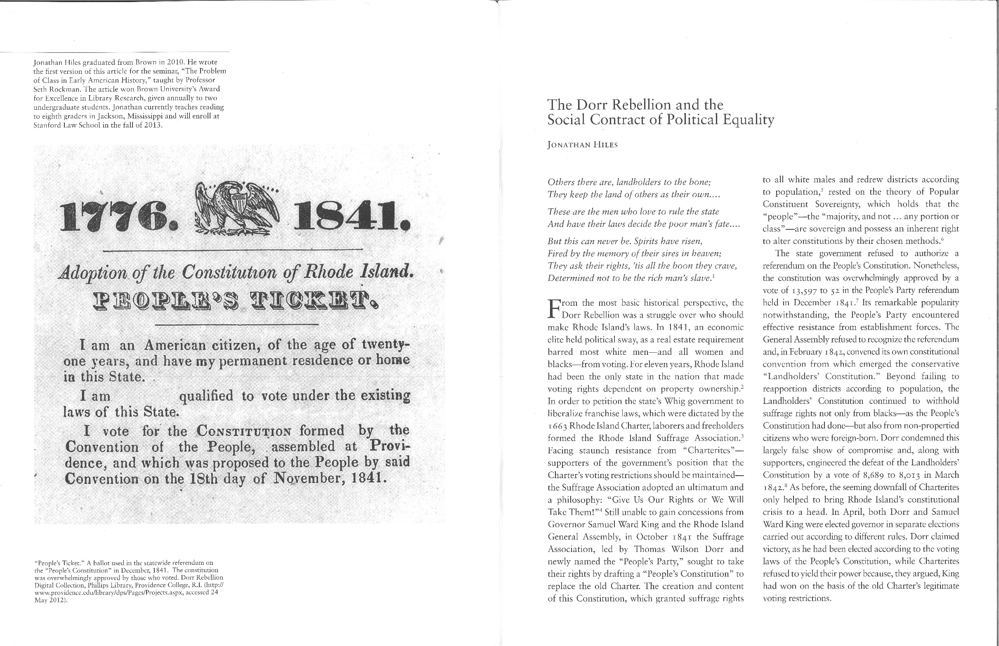 Jonathan Hiles graduated from Brown in 2010. He wrote
the first version of this article for the seminar, “The Problem
of Class in Early American History,” taught by Professor
Seth Rockman. The article won Brown University’s Award
for Excellence in Library Research, given annually to two
undergraduate students. Jonathan currently teaches reading
to eighth graders in Jackson, Mississippi and will enroll at
Stanford Law School in the fall of 2013.
1776. 1841.
Adoption of the Constitution of Rhode Island.
PEOPLE’S TICKET.
I am an American citizen, of the age of twenty-
one years, and have my permanent residence or home
in this State.
I am qualified to vote under the existing
laws of this State.
I vote for the CONSTITUTION formed by the
Convention of the People, assembled at Provi-
dence, and which was proposed to the People by said
Convention on the 18th day of November, 1841.
“People’s Ticket.” A ballot used in the statewide referendum on
the “People’s Constitution” in December, 1841. The constitution
was overwhelmingly approved by those who voted. Dorr Rebellion
Digital Collection, Phillips Library, Providence College, R.I. (http://
www.providence.edu/library/dps/Pages/Projects.aspx, accessed 24
May 2012).
The Dorr Rebellion and the
Social Contract of Political Equality
JONATHAN HILES
Others there are, landholders to the bone;
They keep the land of others as their own....
These are the men who love to rule the state
And have their laws decide the poor man’s fate....
But this can never be. Spirits have risen,
Fired by the memory of their sires in heaven;
They ask their rights, ’tis all the boon they crave,
Determined not to be the rich man’s slave.¹
From the most basic historical perspective, the
Dorr Rebellion was a struggle over who should
make Rhode Island’s laws. In 1841, an economic
elite held political sway, as a real estate requirement
barred most white men—and all women and
blacks—from voting. For eleven years, Rhode Island
had been the only state in the nation that made
voting rights dependent on property ownership.²
In order to petition the state’s Whig government to
liberalize franchise laws, which were dictated by the
1663 Rhode Island Charter, laborers and freeholders
formed the Rhode Island Suffrage Association.³
Facing staunch resistance from “Charterites”—
supporters of the government’s position that the
Charter’s voting restrictions should be maintained—
the Suffrage Association adopted an ultimatum and
a philosophy: “Give Us Our Rights or We Will
Take Them!”⁴ Still unable to gain concessions from
Governor Samuel Ward King and the Rhode Island
General Assembly, in October 1841 the Suffrage
Association, led by Thomas Wilson Dorr and
newly named the “People’s Party,” sought to take
their rights by drafting a “People’s Constitution” to
replace the old Charter. The creation and content
of this Constitution, which granted suffrage rights
to all white males and redrew districts according
to population,⁵ rested on the theory of Popular
Constituent Sovereignty, which holds that the
“people”—the “majority, and not ... any portion or
class”—are sovereign and possess an inherent right
to alter constitutions by their chosen methods.⁶
The state government refused to authorize a
referendum on the People’s Constitution. Nonetheless,
the constitution was overwhelmingly approved by a
vote of 13,597 to 52 in the People’s Party referendum
held in December 1841.⁷ Its remarkable popularity
notwithstanding, the People’s Party encountered
effective resistance from establishment forces. The
General Assembly refused to recognize the referendum
and, in February 1842, convened its own constitutional
convention from which emerged the conservative
“Landholders’ Constitution.” Beyond failing to
reapportion districts according to population, the
Landholders’ Constitution continued to withhold
suffrage rights not only from blacks—as the People’s
Constitution had done—but also from non-propertied
citizens who were foreign-born. Dorr condemned this
largely false show of compromise and, along with
supporters, engineered the defeat of the Landholders’
Constitution by a vote of 8,689 to 8,013 in March
1842.⁸ As before, the seeming downfall of Charterites
only helped to bring Rhode Island’s constitutional
crisis to a head. In April, both Dorr and Samuel
Ward King were elected governor in separate elections
carried out according to different rules. Dorr claimed
victory, as he had been elected according to the voting
laws of the People’s Constitution, while Charterites
refused to yield their power because, they argued, King
had won on the basis of the old Charter’s legitimate
voting restrictions.